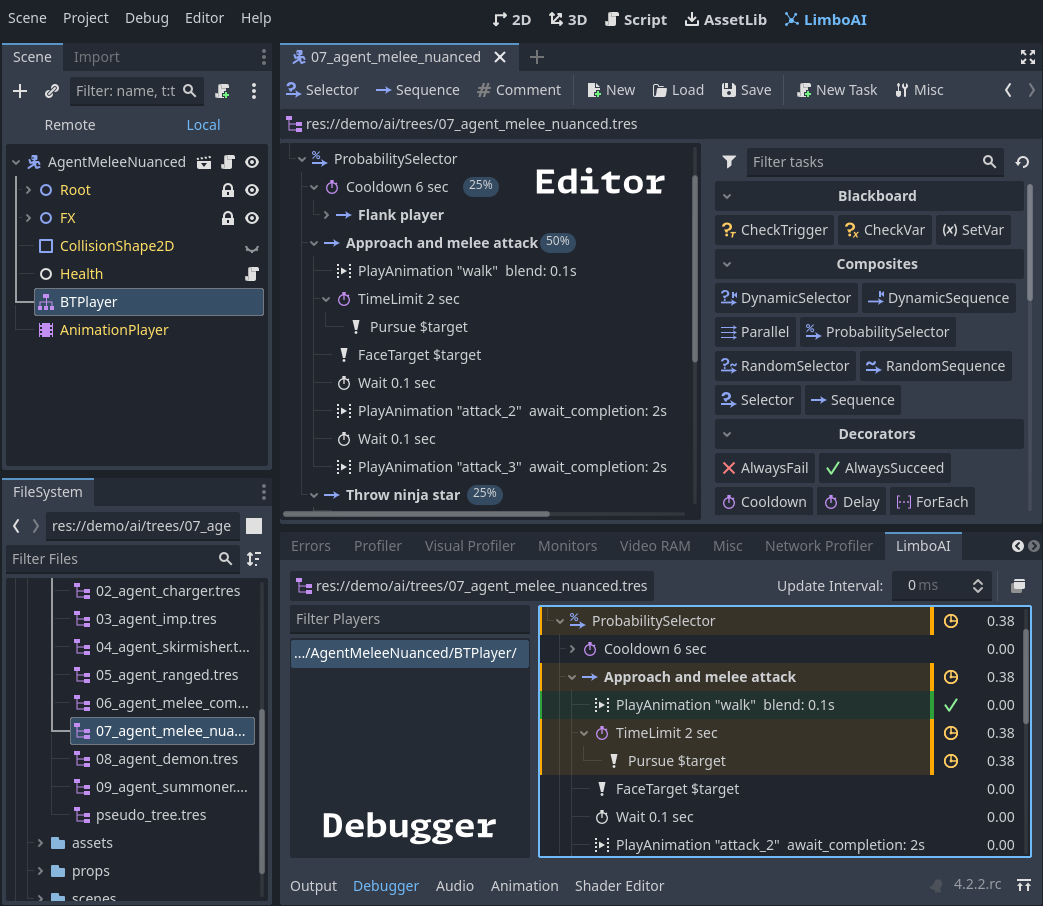 Scene Project Debug Editor Help 2D 3D Script AssetLib LimboAI
Scene Import
Filter: name, t:t
Remote Local
AgentMeleeNuanced
Root
FX
CollisionShape2D
Health
BTPlayer
AnimationPlayer
FileSystem
res://demo/ai/trees/07_age
Filter Files
02_agent_charger.tres
03_agent_imp.tres
04_agent_skirmisher.t...
05_agent_ranged.tres
06_agent_melee_com...
07_agent_melee_nua...
08_agent_demon.tres
09_agent_summoner....
pseudo_tree.tres
assets
props
scenes
07_agent_melee_nuanced
Selector Sequence Comment New Load Save New Task Misc
res://demo/ai/trees/07_agent_melee_nuanced.tres
ProbabilitySelector
Cooldown 6 sec 25%
Editor
Flank player
Approach and melee attack 50%
PlayAnimation "walk"  blend: 0.1s
TimeLimit 2 sec
Pursue $target
FaceTarget $target
Wait 0.1 sec
PlayAnimation "attack_2"  await_completion: 2s
Wait 0.1 sec
PlayAnimation "attack_3"  await_completion: 2s
Throw ninja star 25%
Filter tasks
Blackboard
CheckTrigger CheckVar (x) SetVar
Composites
DynamicSelector DynamicSequence
Parallel ProbabilitySelector
RandomSelector RandomSequence
Selector Sequence
Decorators
AlwaysFail AlwaysSucceed
Cooldown Delay ForEach
Errors Profiler Visual Profiler Monitors Video RAM Misc Network Profiler LimboAI
res://demo/ai/trees/07_agent_melee_nuanced.tres Update Interval: 0 ms
Filter Players
.../AgentMeleeNuanced/BTPlayer/
Debugger
ProbabilitySelector 0.38
Cooldown 6 sec 0.00
Approach and melee attack 0.38
PlayAnimation "walk"  blend: 0.1s 0.00
TimeLimit 2 sec 0.38
Pursue $target 0.38
FaceTarget $target 0.00
Wait 0.1 sec 0.00
PlayAnimation "attack_2"  await_completion: 2s 0.00
Output Debugger Audio Animation Shader Editor 4.2.2.rc